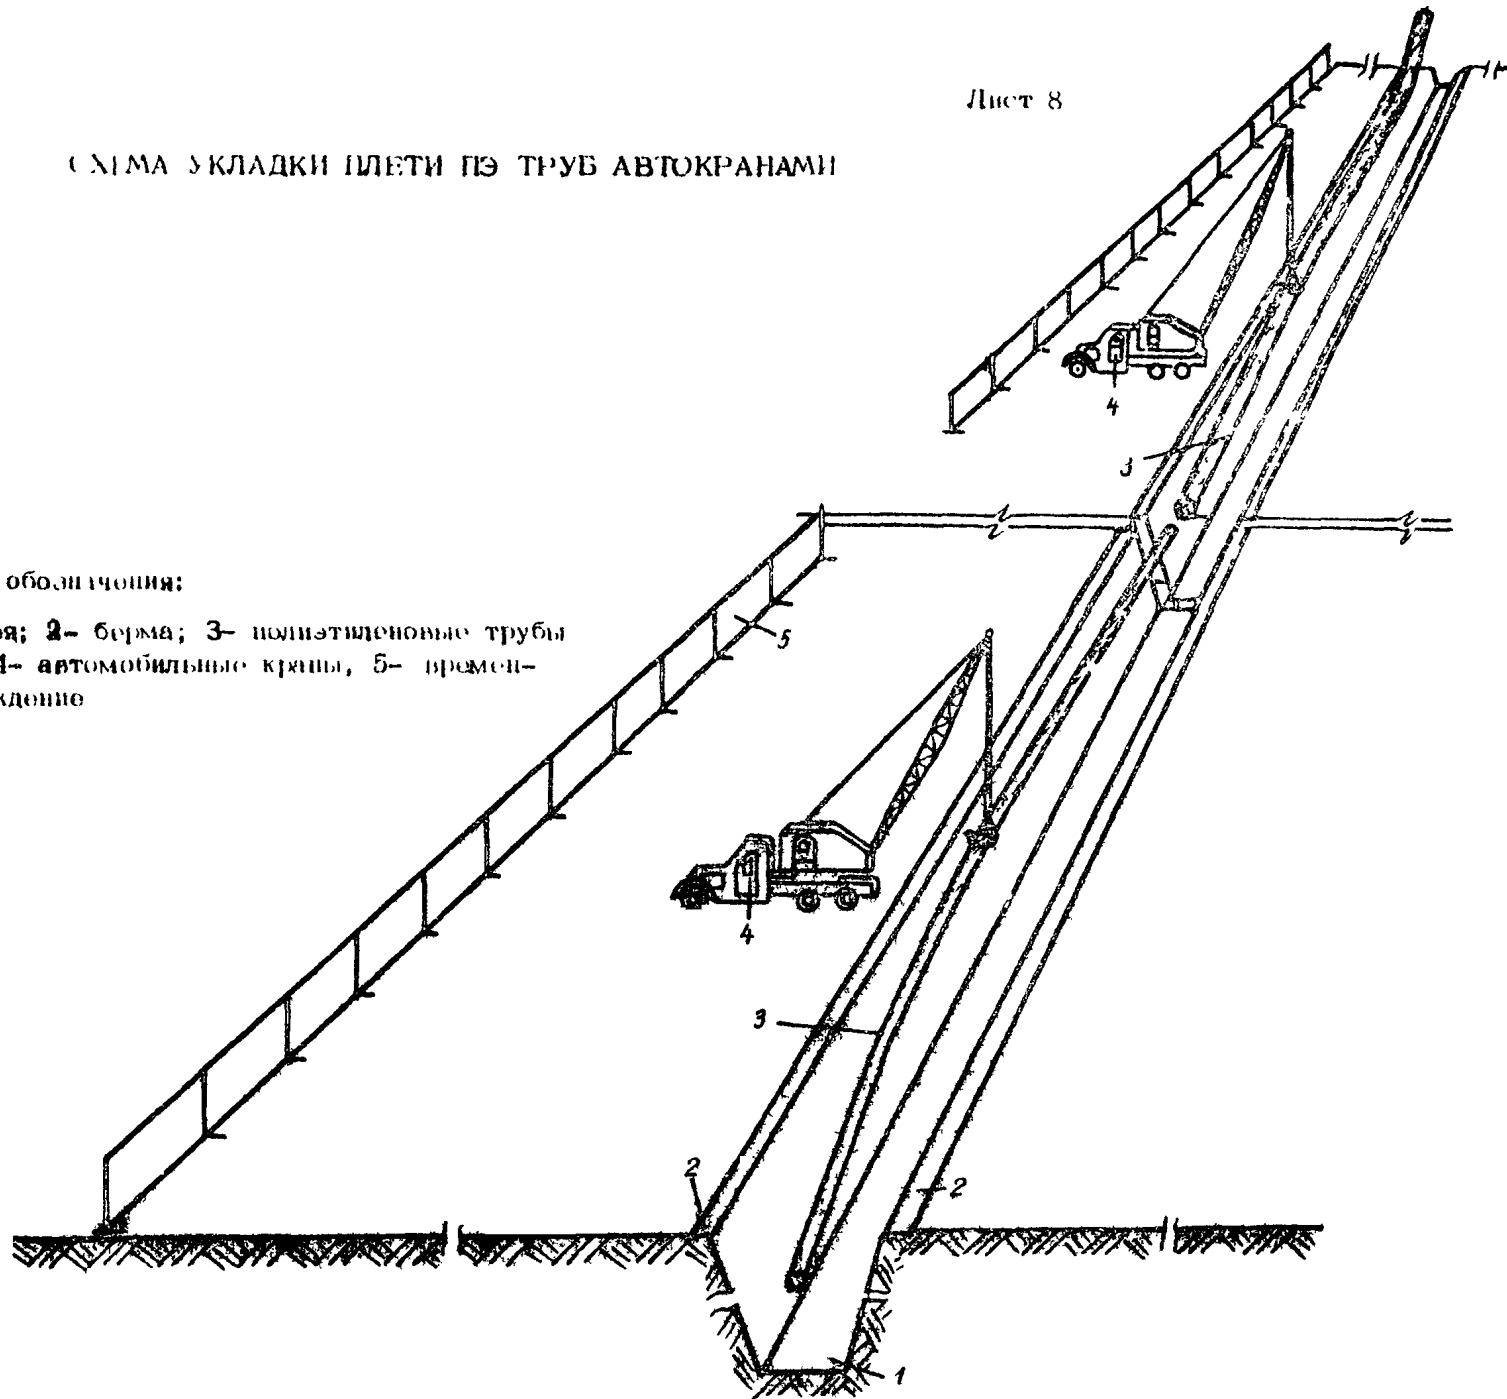 Лист 8
СХЕМА УКЛАДКИ ПЛЕТИ ПЭ ТРУБ АВТОКРАНАМИ
обозначения:
2- берма; 3- полиэтиленовые трубы
4- автомобильные краны, 5- времен-
4
3
5
4
3
2
2
1